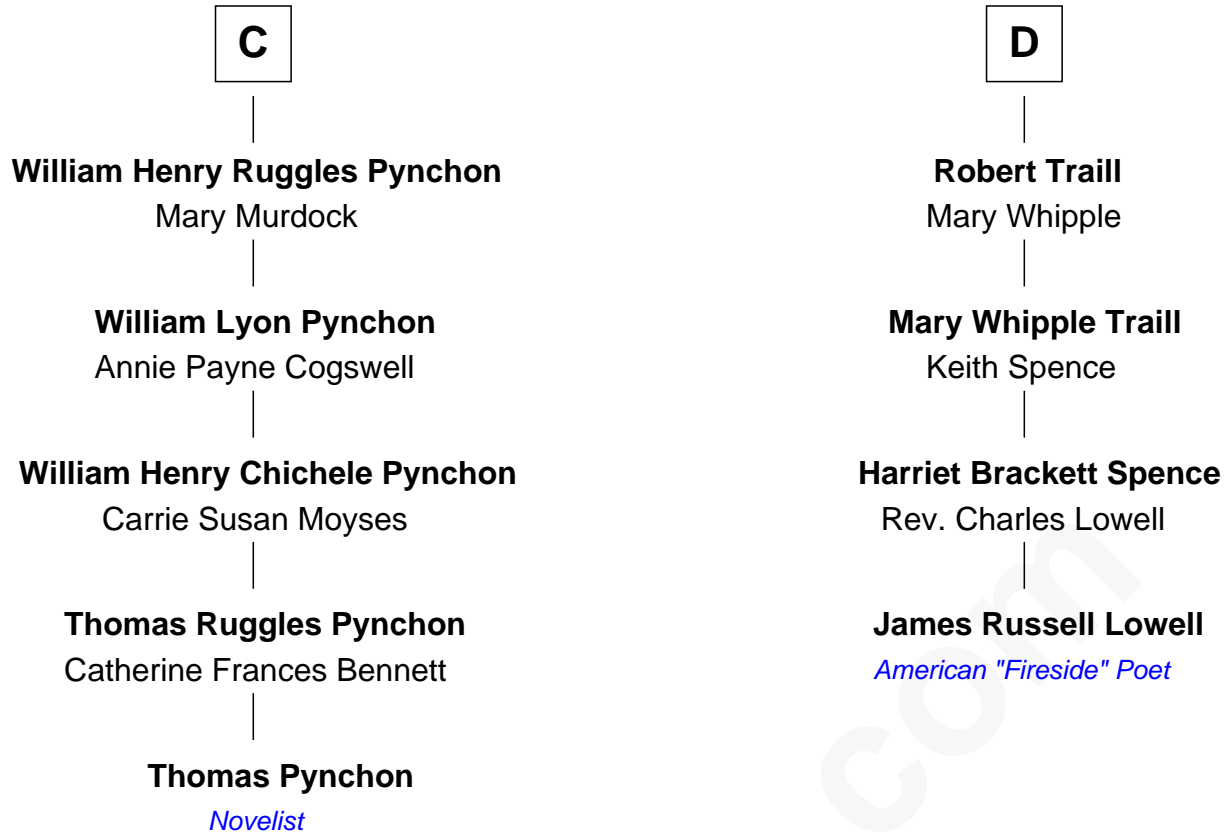 C
William Henry Ruggles Pynchon
Mary Murdock
William Lyon Pynchon
Annie Payne Cogswell
William Henry Chichele Pynchon
Carrie Susan Moyses
Thomas Ruggles Pynchon
Catherine Frances Bennett
Thomas Pynchon
Novelist
D
Robert Traill
Mary Whipple
Mary Whipple Traill
Keith Spence
Harriet Brackett Spence
Rev. Charles Lowell
James Russell Lowell
American "Fireside" Poet
com